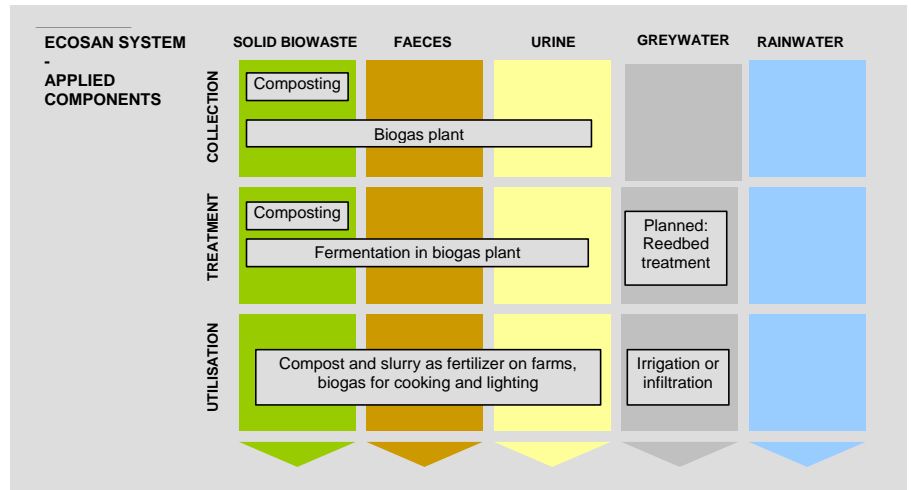 ECOSAN SYSTEM
-
APPLIED
COMPONENTS
SOLID BIOWASTE
FAECES
URINE
GREYWATER
RAINWATER
COLLECTION
Composting
Biogas plant
TREATMENT
Composting
Fermentation in biogas plant
Planned:
Reedbed
treatment
UTILISATION
Compost and slurry as fertilizer on farms,
biogas for cooking and lighting
Irrigation or
infiltration